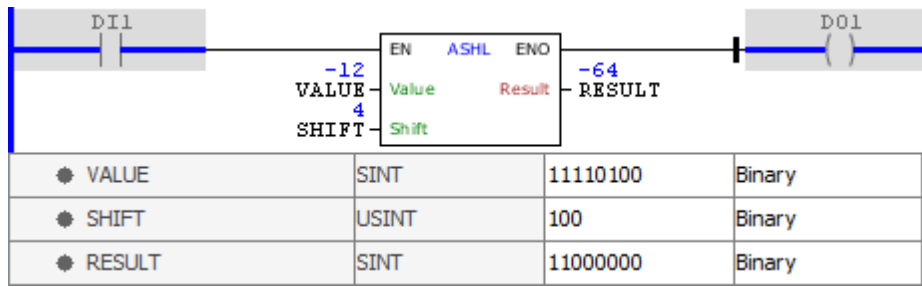 DI1 DO1
EN ASHL ENO
-12 -64
VALUE Value Result RESULT
4
SHIFT Shift
VALUE SINT 11110100 Binary
SHIFT USINT 100 Binary
RESULT SINT 11000000 Binary